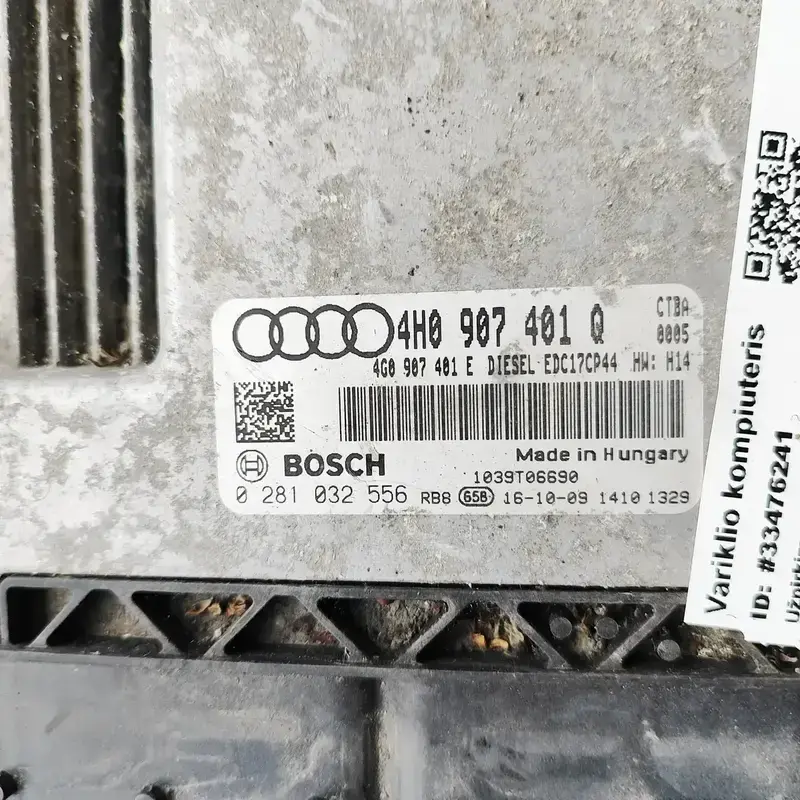 4H0 907 401 Q
CTBA
0005
4G0 907 401 E DIESEL EDC17CP44 HW: H14
Made in Hungary
BOSCH
1039T06690
0 281 032 556 RB8 658 16-10-09 1410 1329
Variklio kompiuteris
ID: #33476241